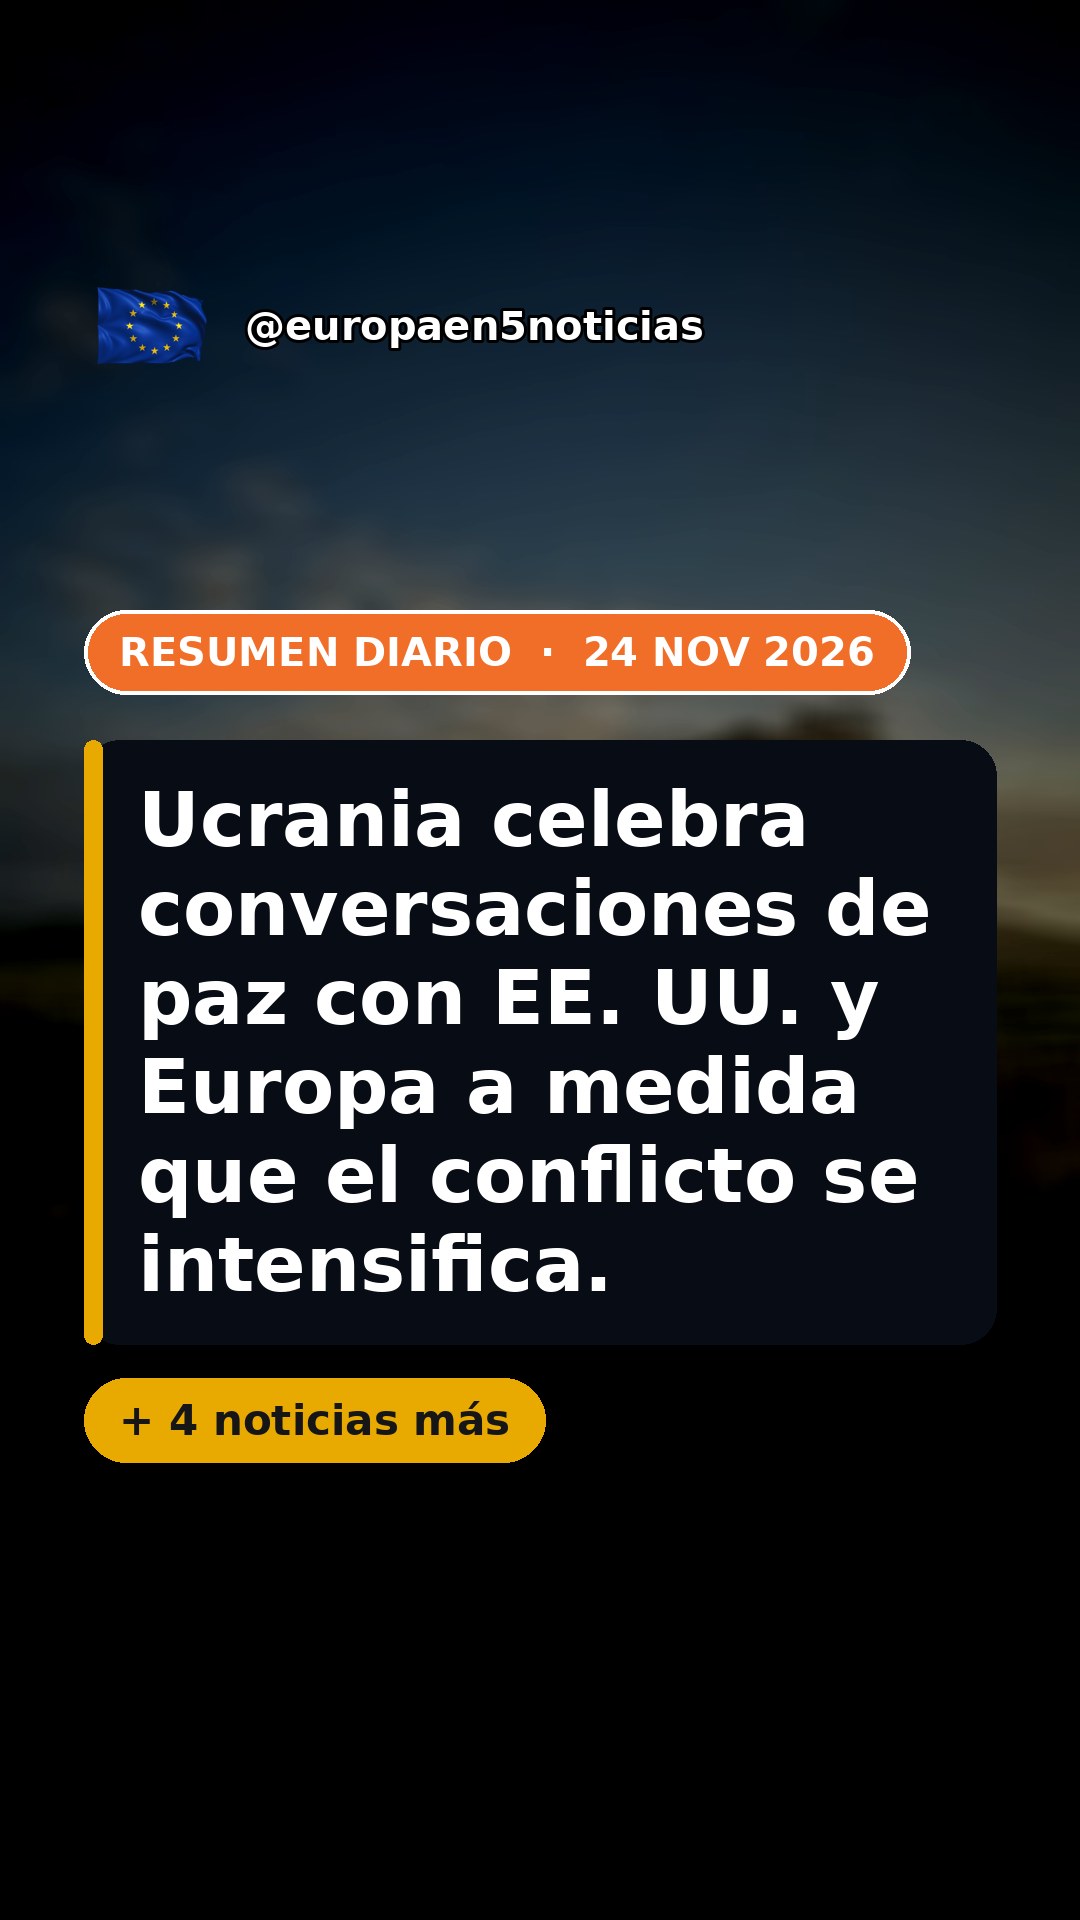 @europaen5noticias
RESUMEN DIARIO · 24 NOV 2026
Ucrania celebra
conversaciones de
paz con EE. UU. y
Europa a medida
que el conflicto se
intensifica.
+ 4 noticias más